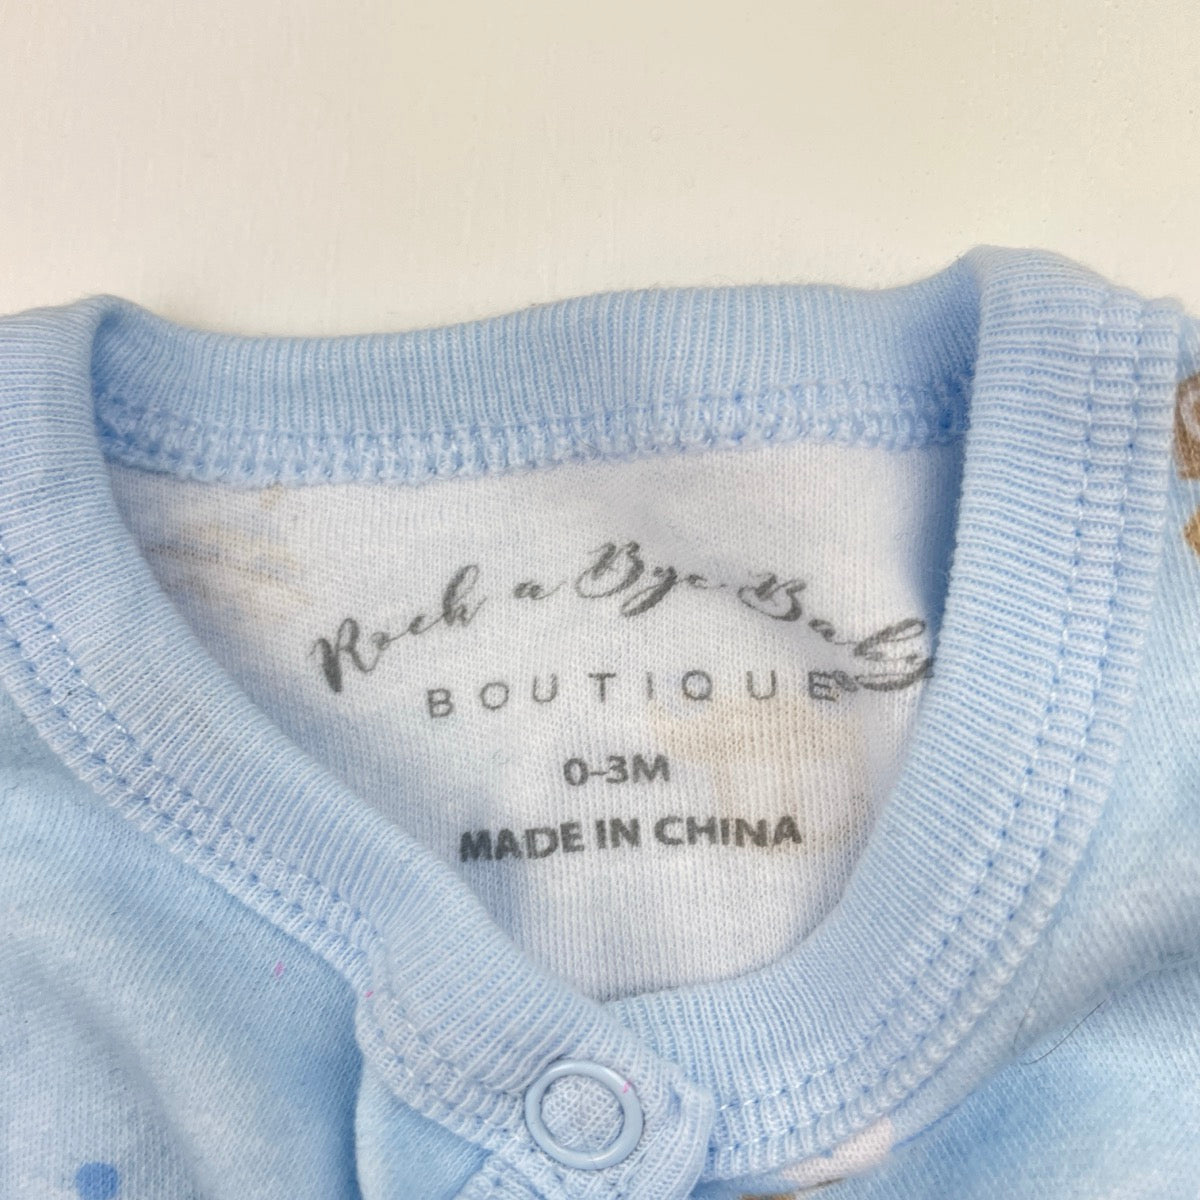 Rock a Bye Baby
BOUTIQUE
0-3M
MADE IN CHINA